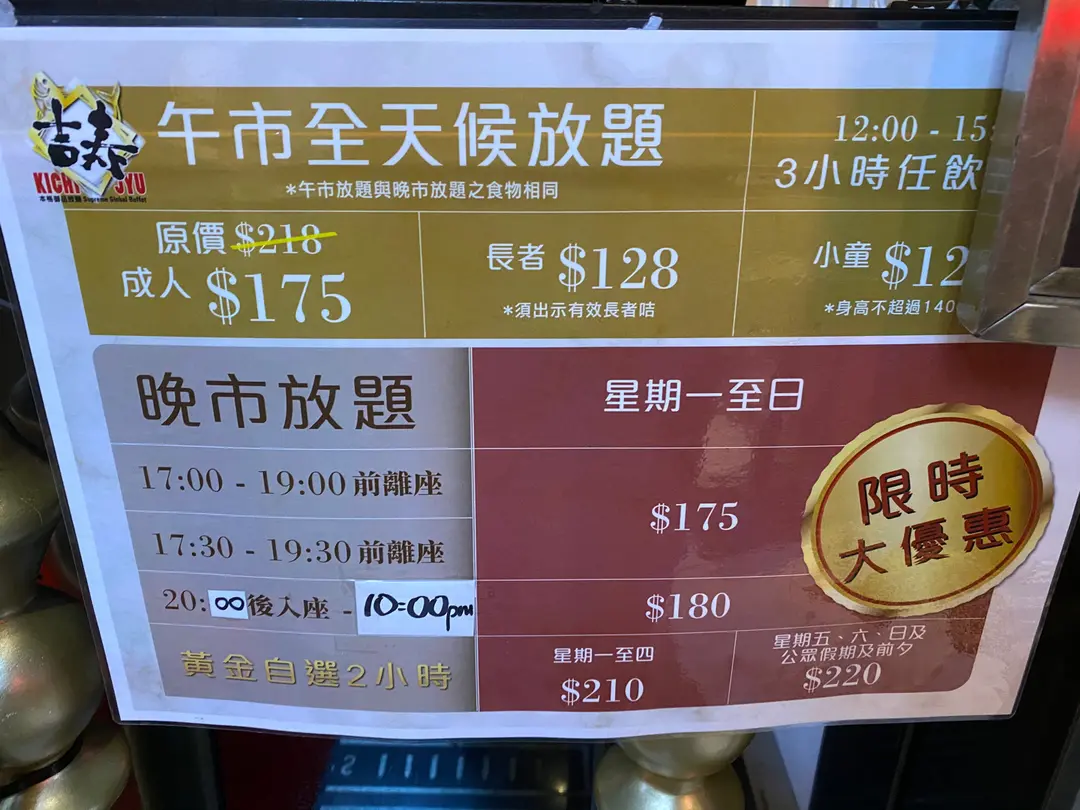 午市全天候放題
*午市放題與晚市放題之食物相同
12:00 - 15:
3小時任飲
原價 $218
成人 $175
長者 $128
*須出示有效長者咭
小童 $12
*身高不超過140
晚市放題
星期一至日
17:00 - 19:00 前離座
17:30 - 19:30 前離座
$175
限時
大優惠
20:00後入座 - 10:00pm
$180
黃金自選2小時
星期一至四
$210
星期五、六、日及
公眾假期及前夕
$220